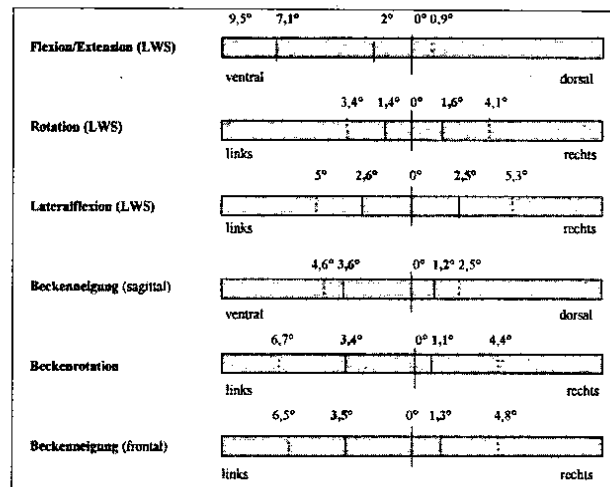 9,5° 7,1° 2° 0° 0,9°
Flexion/Extension (LWS)
ventral dorsal
3,4° 1,4° 0° 1,6° 4,1°
Rotation (LWS)
links rechts
5° 2,6° 0° 2,5° 5,3°
Lateralflexion (LWS)
links rechts
4,6° 3,6° 0° 1,2° 2,5°
Beckenneigung (sagittal)
ventral dorsal
6,7° 3,4° 0° 1,1° 4,4°
Beckenrotation
links rechts
6,5° 3,5° 0° 1,3° 4,8°
Beckenneigung (frontal)
links rechts